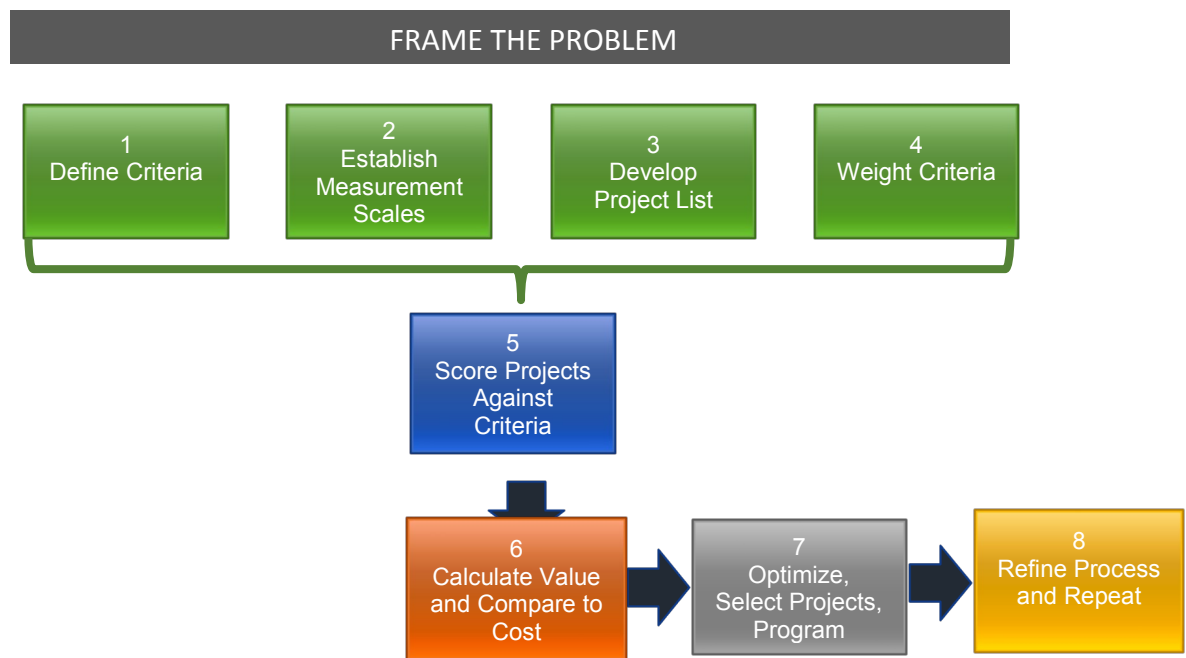 FRAME THE PROBLEM
1
Define Criteria
2
Establish
Measurement
Scales
3
Develop
Project List
4
Weight Criteria
5
Score Projects
Against
Criteria
6
Calculate Value
and Compare to
Cost
7
Optimize,
Select Projects,
Program
8
Refine Process
and Repeat